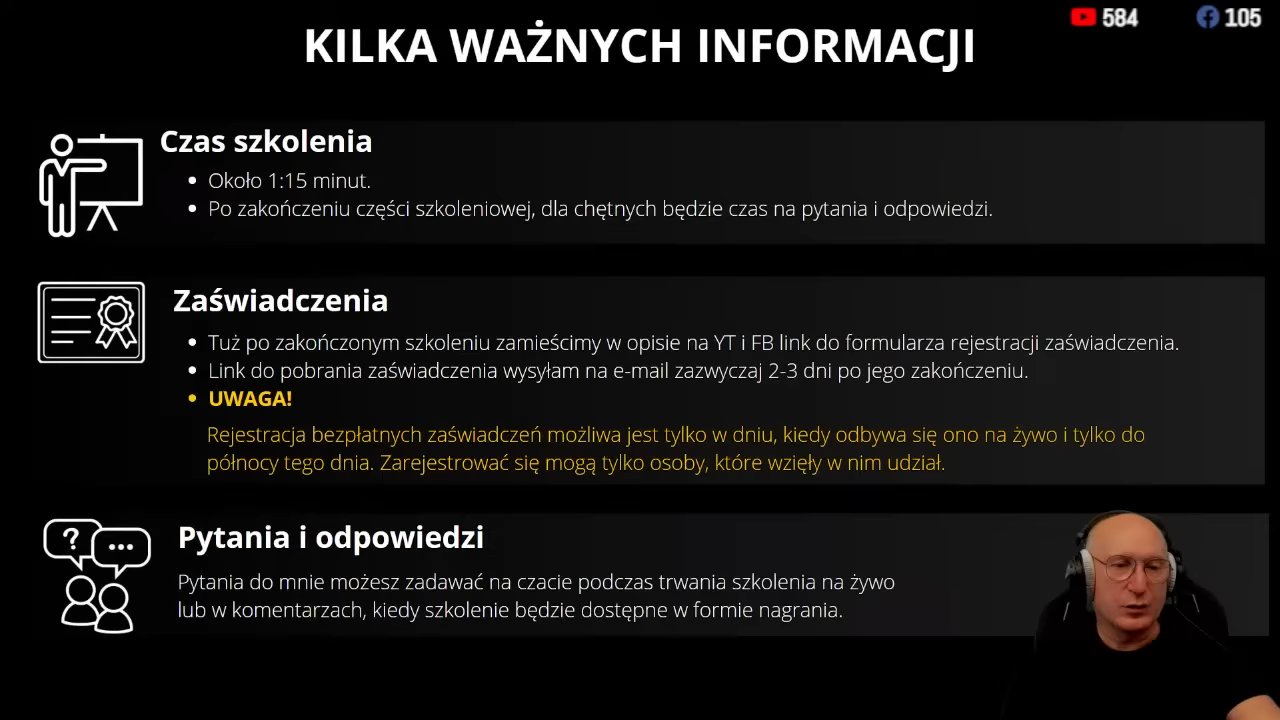 584
105
KILKA WAŻNYCH INFORMACJI
Czas szkolenia
• Około 1:15 minut.
• Po zakończeniu części szkoleniowej, dla chętnych będzie czas na pytania i odpowiedzi.
Zaświadczenia
• Tuż po zakończonym szkoleniu zamieścimy w opisie na YT i FB link do formularza rejestracji zaświadczenia.
• Link do pobrania zaświadczenia wysyłam na e-mail zazwyczaj 2-3 dni po jego zakończeniu.
• UWAGA!
Rejestracja bezpłatnych zaświadczeń możliwa jest tylko w dniu, kiedy odbywa się ono na żywo i tylko do
północy tego dnia. Zarejestrować się mogą tylko osoby, które wzięły w nim udział.
?
Pytania i odpowiedzi
Pytania do mnie możesz zadawać na czacie podczas trwania szkolenia na żywo
lub w komentarzach, kiedy szkolenie będzie dostępne w formie nagrania.